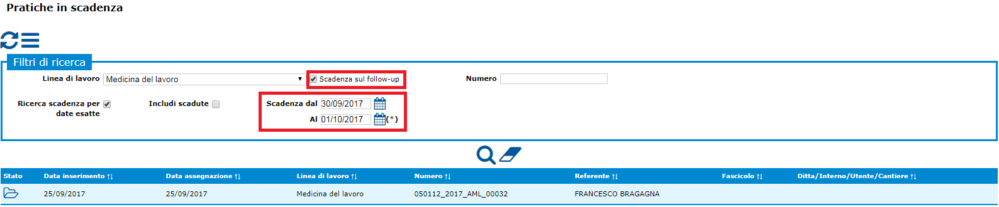 Pratiche in scadenza
Filtri di ricerca
Linea di lavoro Medicina del lavoro Scadenza sul follow-up Numero
Ricerca scadenza per date esatte Includi scadute Scadenza dal 30/09/2017
Al 01/10/2017 (*)
Stato Data inserimento ↑↓ Data assegnazione ↑↓ Linea di lavoro ↑↓ Numero ↑↓ Referente ↑↓ Fascicolo ↑↓ Ditta/Interno/Utente/Cantiere ↑↓
25/09/2017 25/09/2017 Medicina del lavoro 050112_2017_AML_00032 FRANCESCO BRAGAGNA